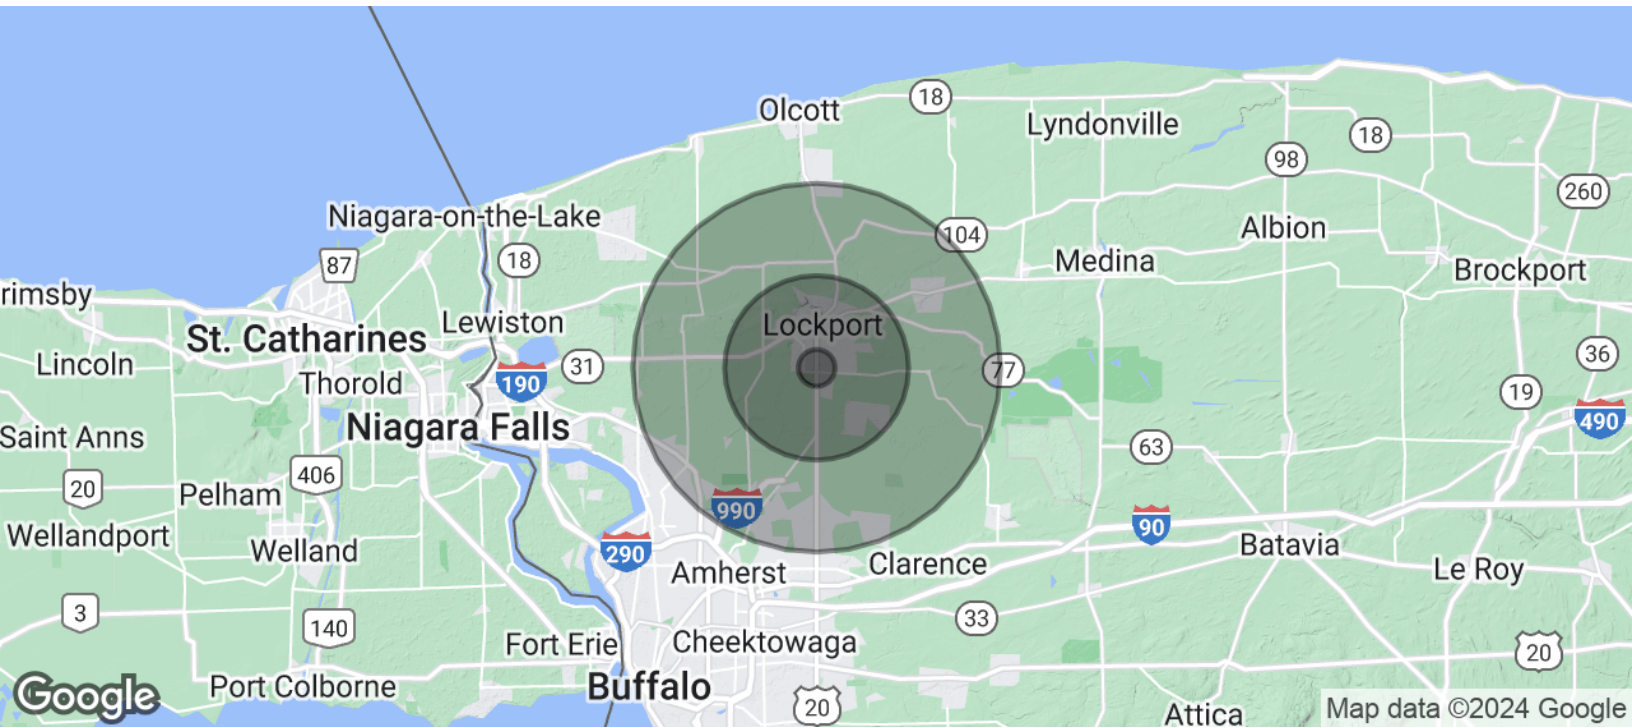 Olcott
18
Lyndonville
18
98
260
Niagara-on-the-Lake
104
Albion
87
18
Medina
Brockport
rimsby
Lewiston
Lockport
St. Catharines
Lincoln
31
77
36
Thorold
190
19
Niagara Falls
490
Saint Anns
63
406
20
Pelham
990
90
Wellandport
Welland
290
Batavia
Amherst
Clarence
Le Roy
3
140
33
Fort Erie
Cheektowaga
20
Port Colborne
Buffalo
Google
20
Attica
Map data ©2024 Google